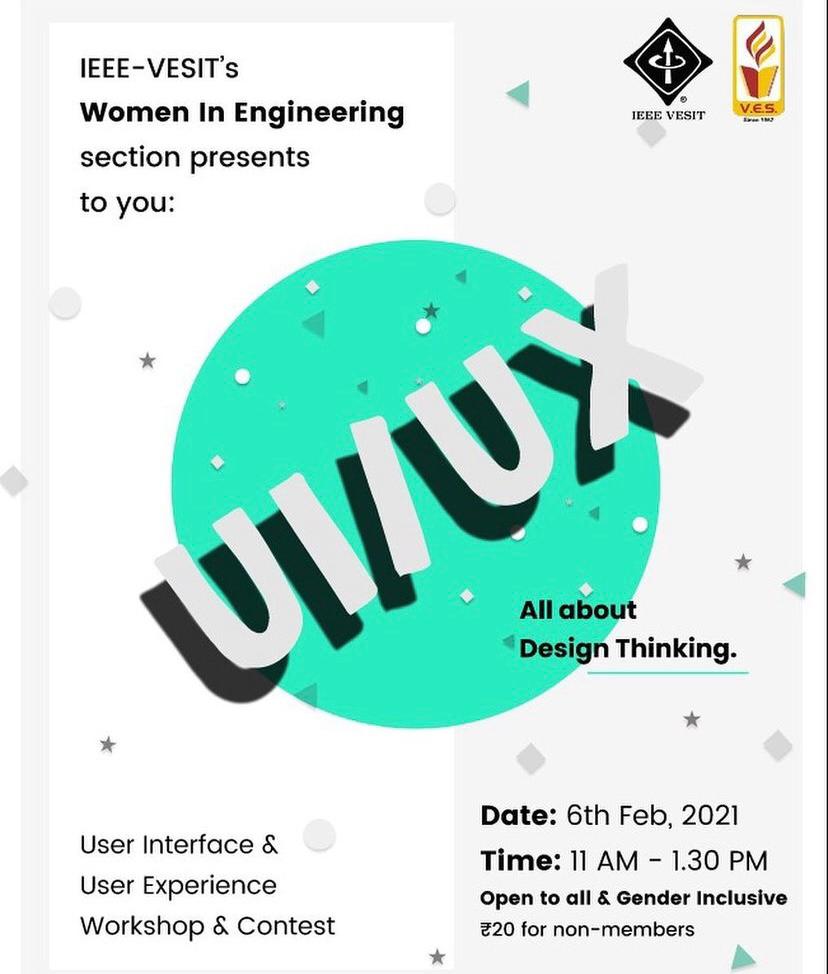 IEEE-VESIT's
Women In Engineering
section presents
to you:
IEEE VESIT
V.E.S.
Since 1962
UI/UX
All about
Design Thinking.
User Interface &
User Experience
Workshop & Contest
Date: 6th Feb, 2021
Time: 11 AM - 1.30 PM
Open to all & Gender Inclusive
₹20 for non-members